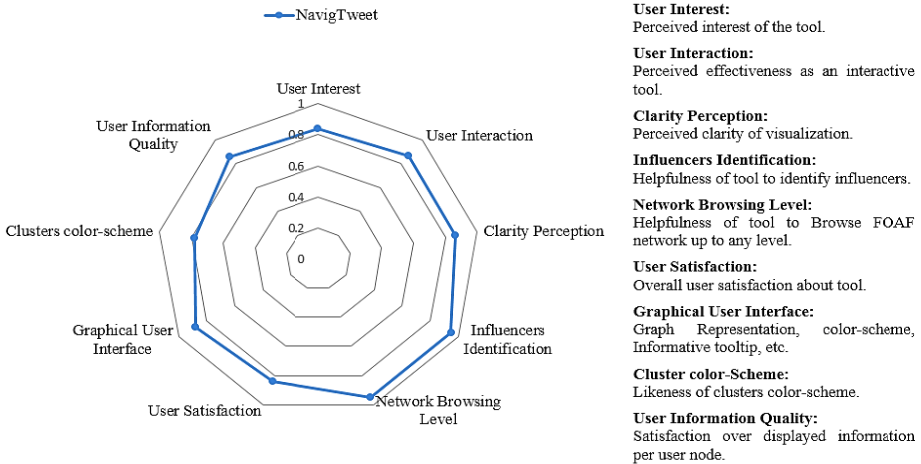 NavigTweet
User Interest
1
0.8
0.6
0.4
0.2
0
User Interaction
Clarity Perception
Influencers
Identification
Network Browsing
Level
User Satisfaction
Graphical User
Interface
Clusters color-scheme
User Information
Quality
User Interest:
Perceived interest of the tool.
User Interaction:
Perceived effectiveness as an interactive
tool.
Clarity Perception:
Perceived clarity of visualization.
Influencers Identification:
Helpfulness of tool to identify influencers.
Network Browsing Level:
Helpfulness of tool to Browse FOAF
network up to any level.
User Satisfaction:
Overall user satisfaction about tool.
Graphical User Interface:
Graph Representation, color-scheme,
Informative tooltip, etc.
Cluster color-Scheme:
Likeness of clusters color-scheme.
User Information Quality:
Satisfaction over displayed information
per user node.